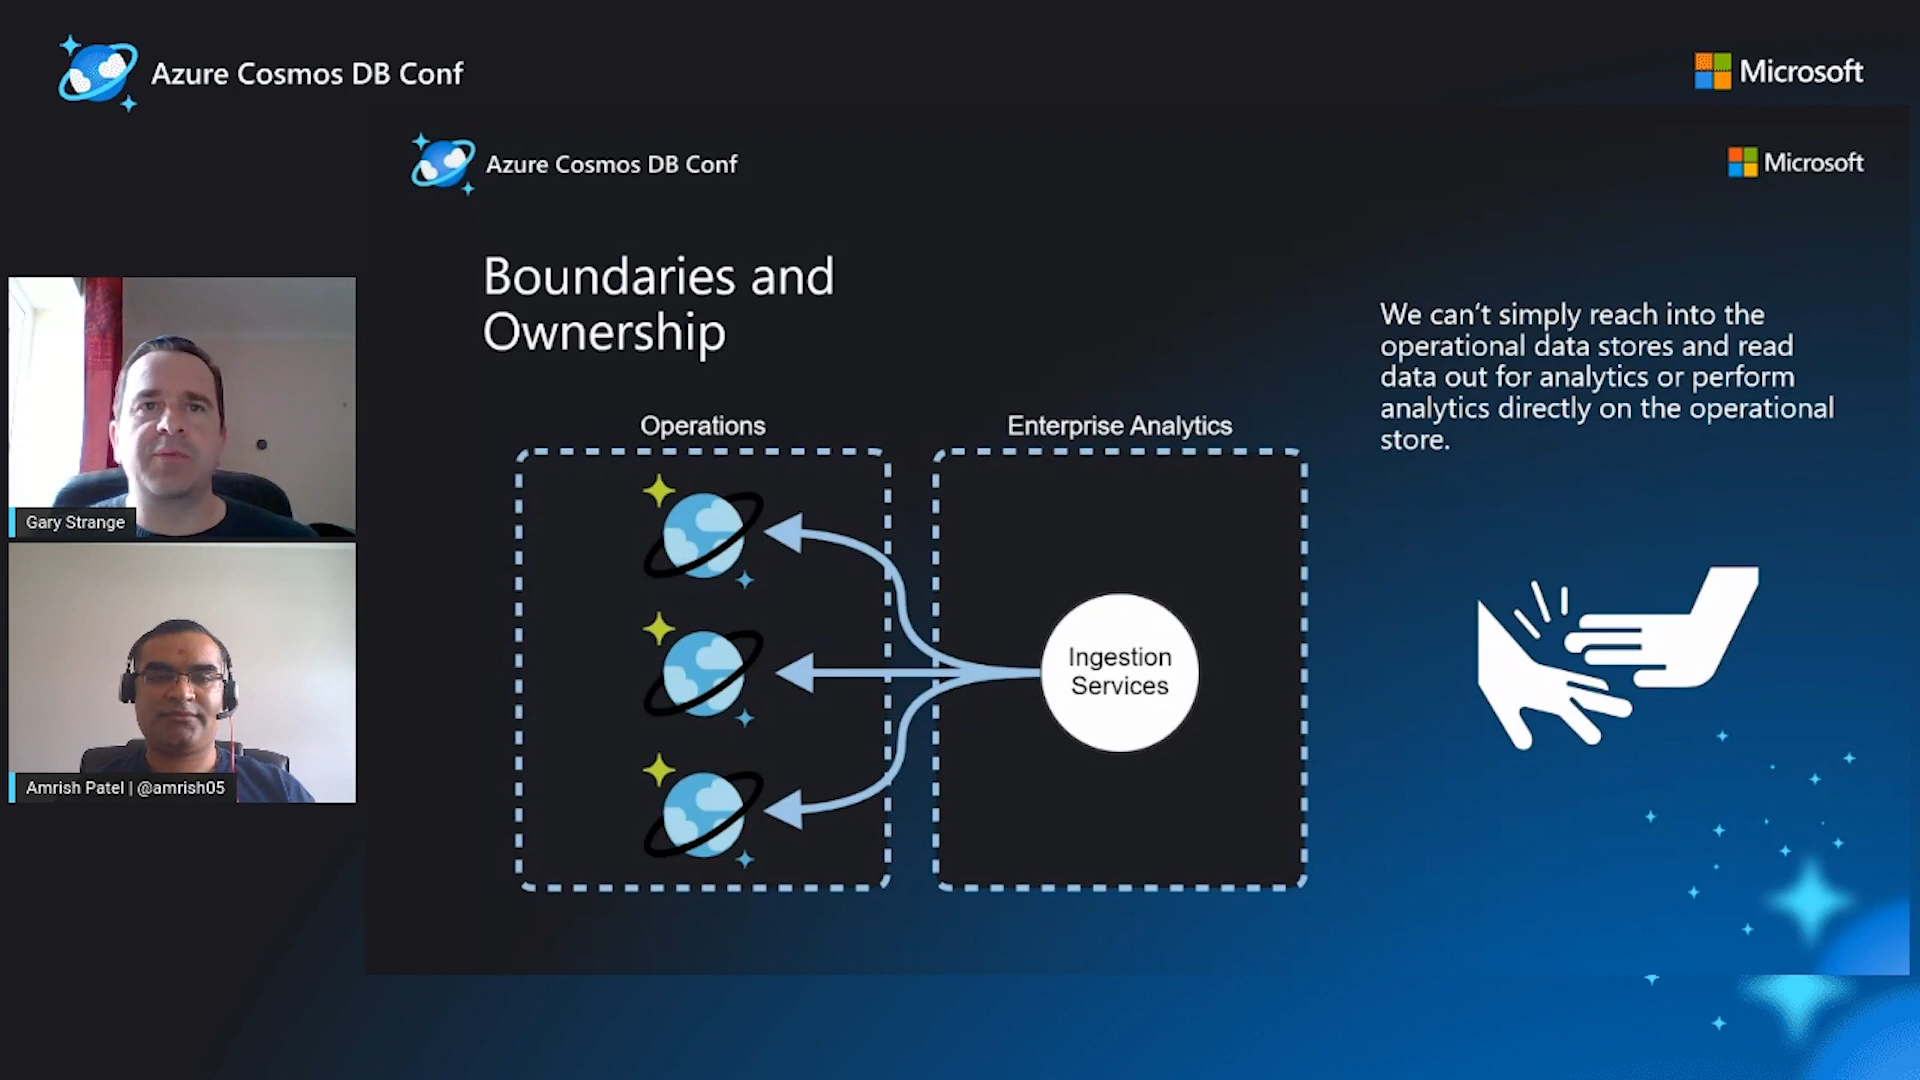 Azure Cosmos DB Conf
Microsoft
Azure Cosmos DB Conf
Microsoft
Boundaries and
Ownership
We can't simply reach into the
operational data stores and read
data out for analytics or perform
analytics directly on the operational
store.
Operations
Enterprise Analytics
Ingestion
Services
Gary Strange
Amrish Patel | @amrish05